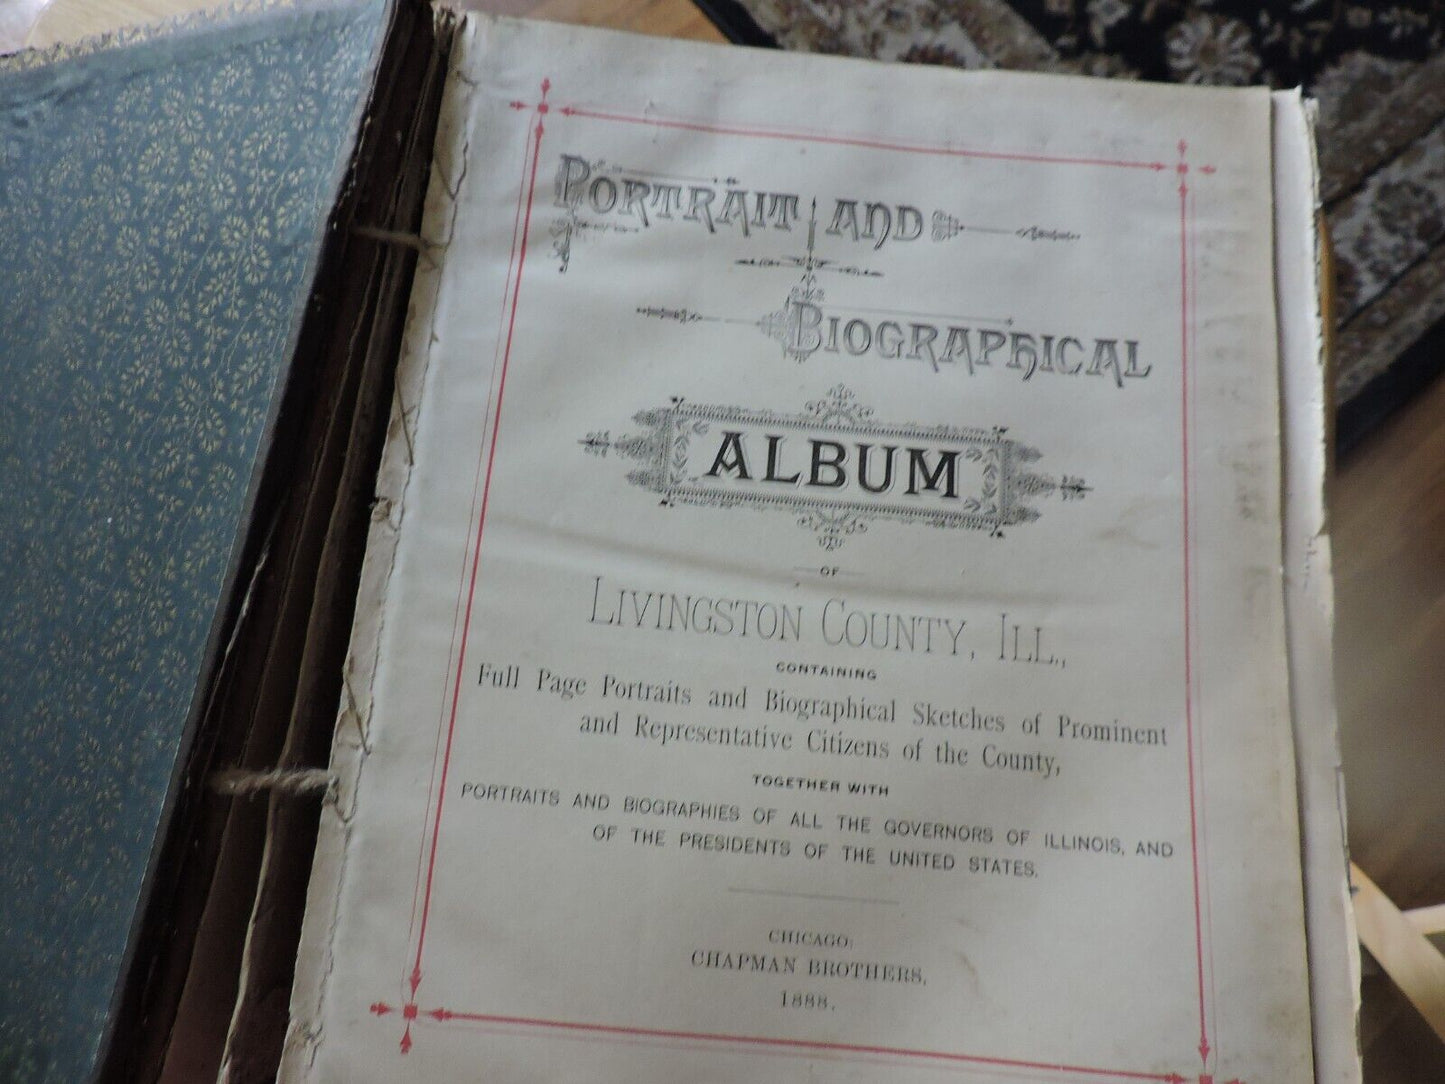 PORTRAIT AND
BIOGRAPHICAL
ALBUM
OF
LIVINGSTON COUNTY, ILL.,
CONTAINING
Full Page Portraits and Biographical Sketches of Prominent
and Representative Citizens of the County,
TOGETHER WITH
PORTRAITS AND BIOGRAPHIES OF ALL THE GOVERNORS OF ILLINOIS, AND
OF THE PRESIDENTS OF THE UNITED STATES.
CHICAGO:
CHAPMAN BROTHERS,
1888.